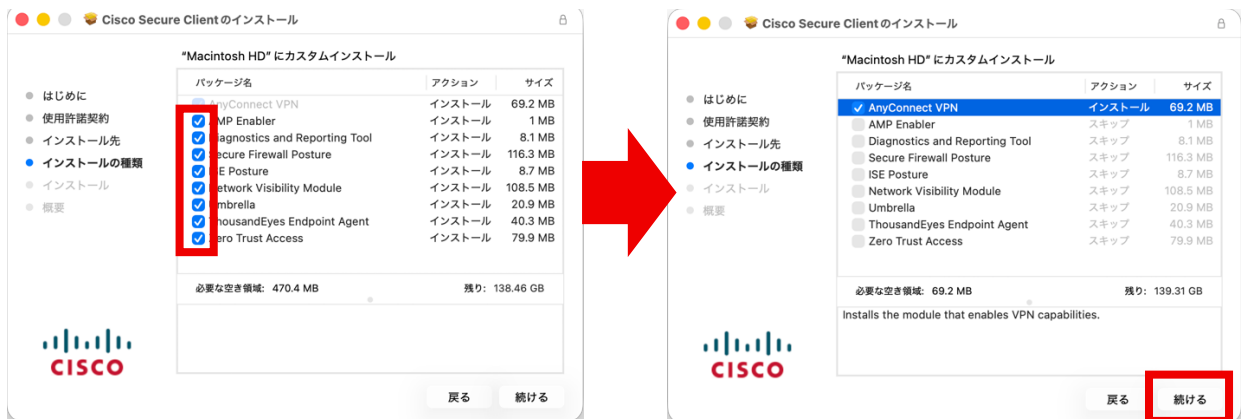 Cisco Secure Clientのインストール
"Macintosh HD" にカスタムインストール
はじめに
使用許諾契約
インストール先
インストールの種類
インストール
概要
パッケージ名 アクション サイズ
AnyConnect VPN インストール 69.2 MB
AMP Enabler インストール 1 MB
Diagnostics and Reporting Tool インストール 8.1 MB
Secure Firewall Posture インストール 116.3 MB
ISE Posture インストール 8.7 MB
Network Visibility Module インストール 108.5 MB
Umbrella インストール 20.9 MB
ThousandEyes Endpoint Agent インストール 40.3 MB
Zero Trust Access インストール 79.9 MB
必要な空き領域: 470.4 MB 残り: 138.46 GB
CISCO
戻る 続ける
Cisco Secure Clientのインストール
"Macintosh HD" にカスタムインストール
はじめに
使用許諾契約
インストール先
インストールの種類
インストール
概要
パッケージ名 アクション サイズ
AnyConnect VPN インストール 69.2 MB
AMP Enabler スキップ 1 MB
Diagnostics and Reporting Tool スキップ 8.1 MB
Secure Firewall Posture スキップ 116.3 MB
ISE Posture スキップ 8.7 MB
Network Visibility Module スキップ 108.5 MB
Umbrella スキップ 20.9 MB
ThousandEyes Endpoint Agent スキップ 40.3 MB
Zero Trust Access スキップ 79.9 MB
必要な空き領域: 69.2 MB 残り: 139.31 GB
Installs the module that enables VPN capabilities.
CISCO
戻る 続ける